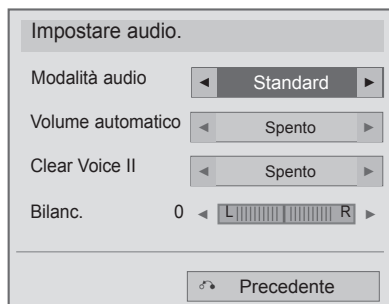 Impostare audio.
Modalità audio ◄ Standard ►
Volume automatico ◄ Spento ►
Clear Voice II ◄ Spento ►
Bilanc. 0 ◄ L R ►
Precedente